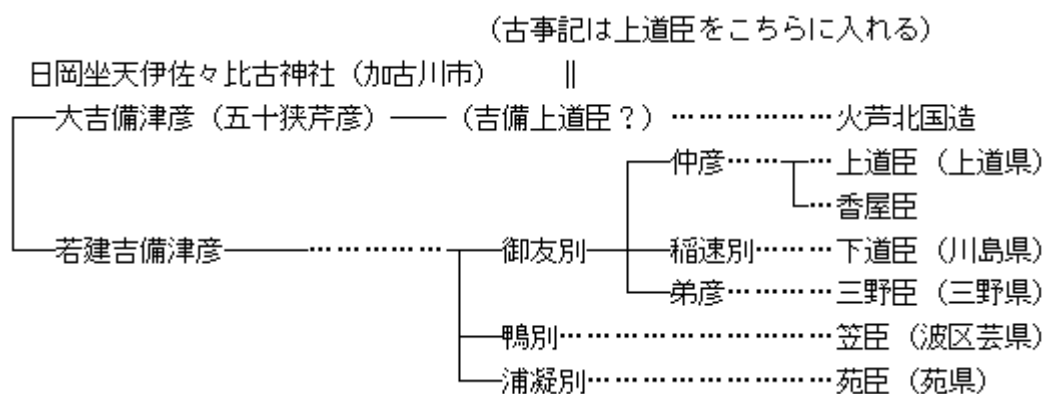 (古事記は上道臣をこちらに入れる)
日岡坐天伊佐々比古神社(加古川市) ‖
大吉備津彦(五十狭芹彦)――(吉備上道臣?)………………火芦北国造
仲彦………上道臣(上道県)
…香屋臣
若建吉備津彦―――……………御友別 稲速別………下道臣(川島県)
弟彦…………三野臣(三野県)
鴨別……………………………笠臣(波区芸県)
浦凝別…………………………苑臣(苑県)